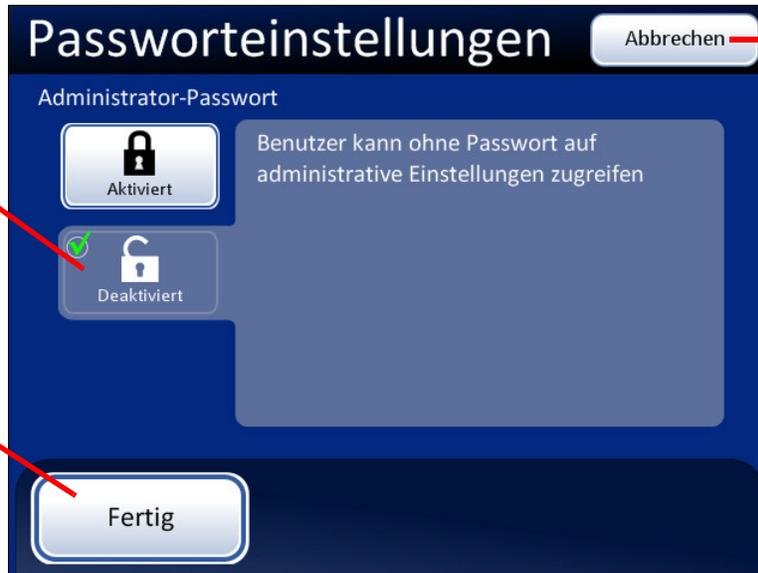 Passworteinstellungen
Abbrechen
Administrator-Passwort
Aktiviert
Benutzer kann ohne Passwort auf
administrative Einstellungen zugreifen
Deaktiviert
Fertig